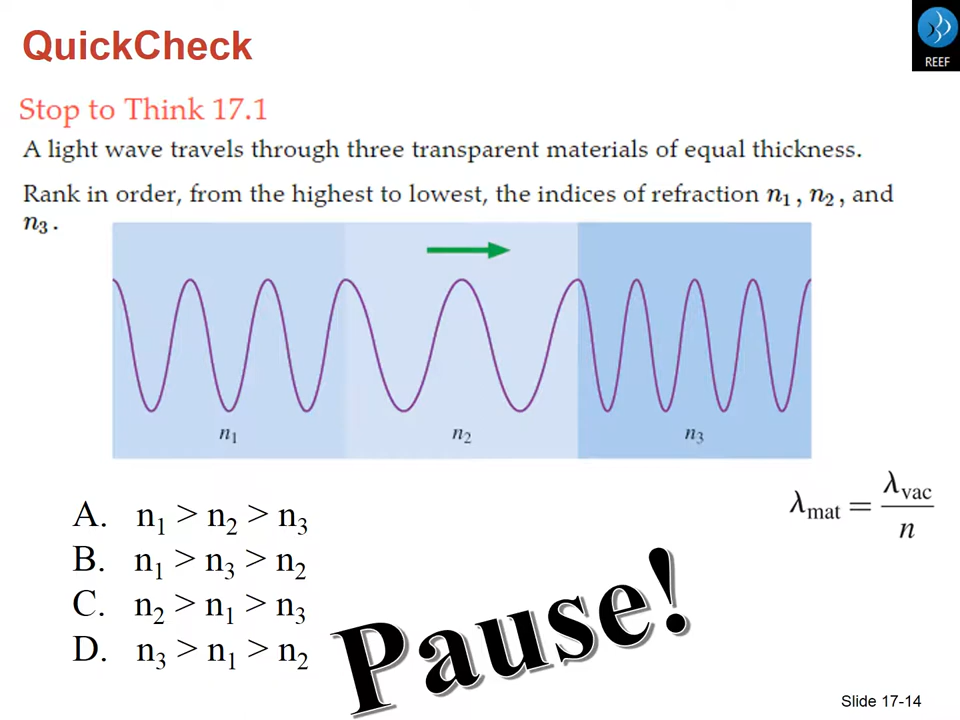 QuickCheck
REEF
Stop to Think 17.1
A light wave travels through three transparent materials of equal thickness.
Rank in order, from the highest to lowest, the indices of refraction n₁, n₂, and
n₃.
n₁ n₂ n₃
λmat = λvac / n
A. n₁ > n₂ > n₃
B. n₁ > n₃ > n₂
C. n₂ > n₁ > n₃
D. n₃ > n₁ > n₂
Pause!
Slide 17-14